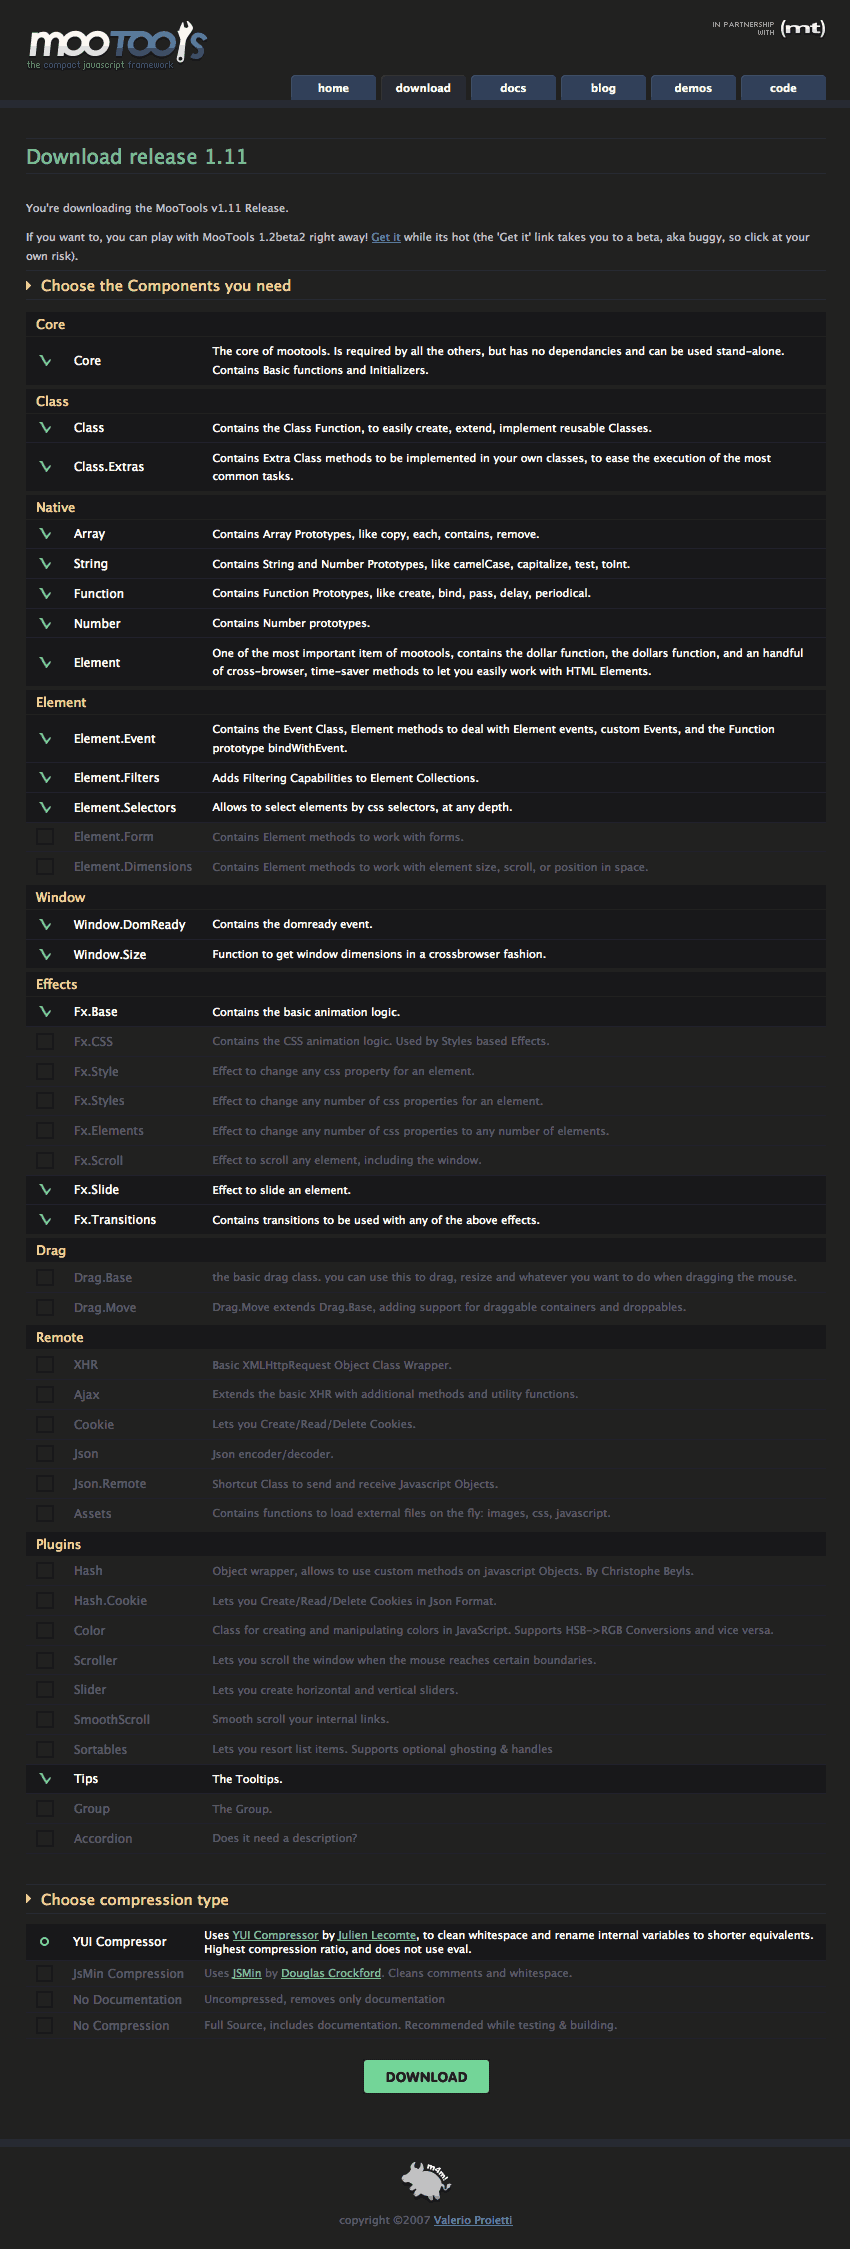 mootools
the compact javascript framework
IN PARTNERSHIP
WITH (mt)
home download docs blog demos code
Download release 1.11
You're downloading the MooTools v1.11 Release.
If you want to, you can play with MooTools 1.2beta2 right away! Get it while its hot (the 'Get it' link takes you to a beta, aka buggy, so click at your
own risk).
Choose the Components you need
Core
Core The core of mootools. Is required by all the others, but has no dependancies and can be used stand-alone.
Contains Basic functions and Initializers.
Class
Class Contains the Class Function, to easily create, extend, implement reusable Classes.
Class.Extras Contains Extra Class methods to be implemented in your own classes, to ease the execution of the most
common tasks.
Native
Array Contains Array Prototypes, like copy, each, contains, remove.
String Contains String and Number Prototypes, like camelCase, capitalize, test, toInt.
Function Contains Function Prototypes, like create, bind, pass, delay, periodical.
Number Contains Number prototypes.
Element One of the most important item of mootools, contains the dollar function, the dollars function, and an handful
of cross-browser, time-saver methods to let you easily work with HTML Elements.
Element
Element.Event Contains the Event Class, Element methods to deal with Element events, custom Events, and the Function
prototype bindWithEvent.
Element.Filters Adds Filtering Capabilities to Element Collections.
Element.Selectors Allows to select elements by css selectors, at any depth.
Element.Form Contains Element methods to work with forms.
Element.Dimensions Contains Element methods to work with element size, scroll, or position in space.
Window
Window.DomReady Contains the domready event.
Window.Size Function to get window dimensions in a crossbrowser fashion.
Effects
Fx.Base Contains the basic animation logic.
Fx.CSS Contains the CSS animation logic. Used by Styles based Effects.
Fx.Style Effect to change any css property for an element.
Fx.Styles Effect to change any number of css properties for an element.
Fx.Elements Effect to change any number of css properties to any number of elements.
Fx.Scroll Effect to scroll any element, including the window.
Fx.Slide Effect to slide an element.
Fx.Transitions Contains transitions to be used with any of the above effects.
Drag
Drag.Base the basic drag class. you can use this to drag, resize and whatever you want to do when dragging the mouse.
Drag.Move Drag.Move extends Drag.Base, adding support for draggable containers and droppables.
Remote
XHR Basic XMLHttpRequest Object Class Wrapper.
Ajax Extends the basic XHR with additional methods and utility functions.
Cookie Lets you Create/Read/Delete Cookies.
Json Json encoder/decoder.
Json.Remote Shortcut Class to send and receive Javascript Objects.
Assets Contains functions to load external files on the fly: images, css, javascript.
Plugins
Hash Object wrapper, allows to use custom methods on javascript Objects. By Christophe Beyls.
Hash.Cookie Lets you Create/Read/Delete Cookies in Json Format.
Color Class for creating and manipulating colors in JavaScript. Supports HSB->RGB Conversions and vice versa.
Scroller Lets you scroll the window when the mouse reaches certain boundaries.
Slider Lets you create horizontal and vertical sliders.
SmoothScroll Smooth scroll your internal links.
Sortables Lets you resort list items. Supports optional ghosting & handles
Tips The Tooltips.
Group The Group.
Accordion Does it need a description?
Choose compression type
YUI Compressor Uses YUI Compressor by Julien Lecomte, to clean whitespace and rename internal variables to shorter equivalents.
Highest compression ratio, and does not use eval.
JsMin Compression Uses JSMin by Douglas Crockford. Cleans comments and whitespace.
No Documentation Uncompressed, removes only documentation
No Compression Full Source, includes documentation. Recommended while testing & building.
DOWNLOAD
m4m!
copyright ©2007 Valerio Proietti